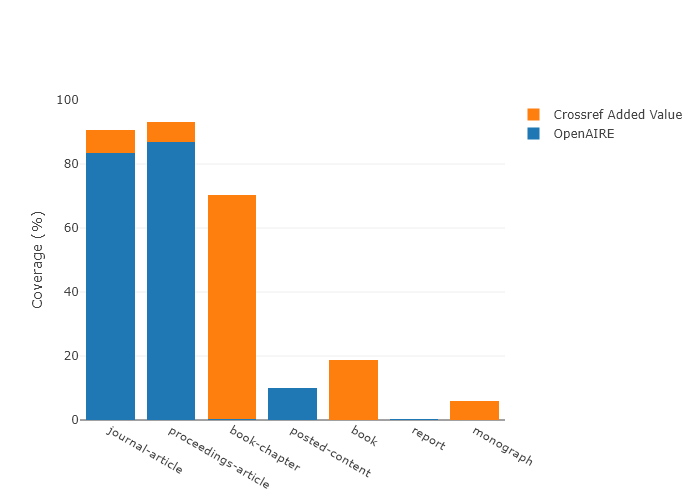 Crossref Added Value
OpenAIRE
Coverage (%)
100
80
60
40
20
0
journal-article
proceedings-article
book-chapter
posted-content
book
report
monograph